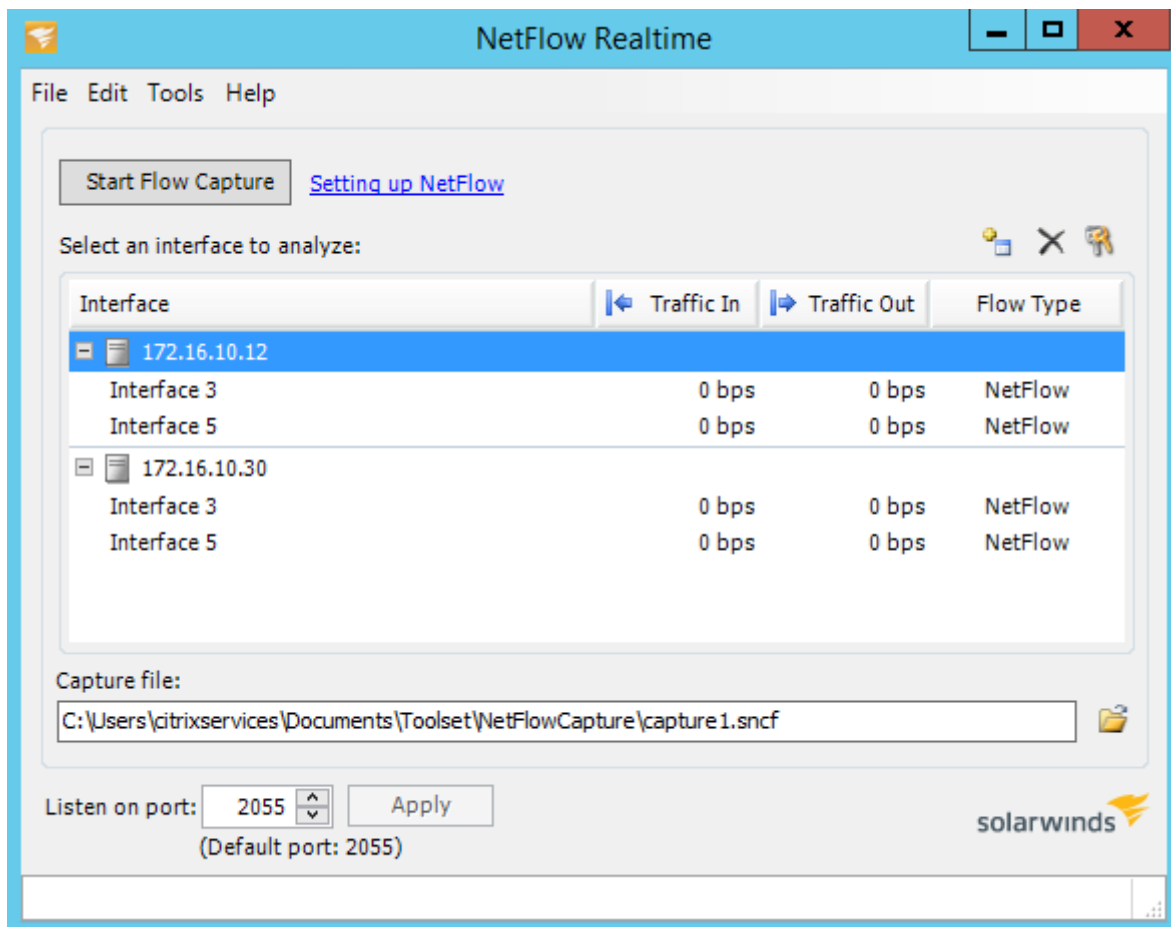 NetFlow Realtime
File Edit Tools Help
Start Flow Capture Setting up NetFlow
Select an interface to analyze:
Interface Traffic In Traffic Out Flow Type
172.16.10.12
Interface 3 0 bps 0 bps NetFlow
Interface 5 0 bps 0 bps NetFlow
172.16.10.30
Interface 3 0 bps 0 bps NetFlow
Interface 5 0 bps 0 bps NetFlow
Capture file:
C:\Users\citrixservices\Documents\Toolset\NetFlowCapture\capture1.sncf
Listen on port: 2055 Apply
(Default port: 2055)
solarwinds